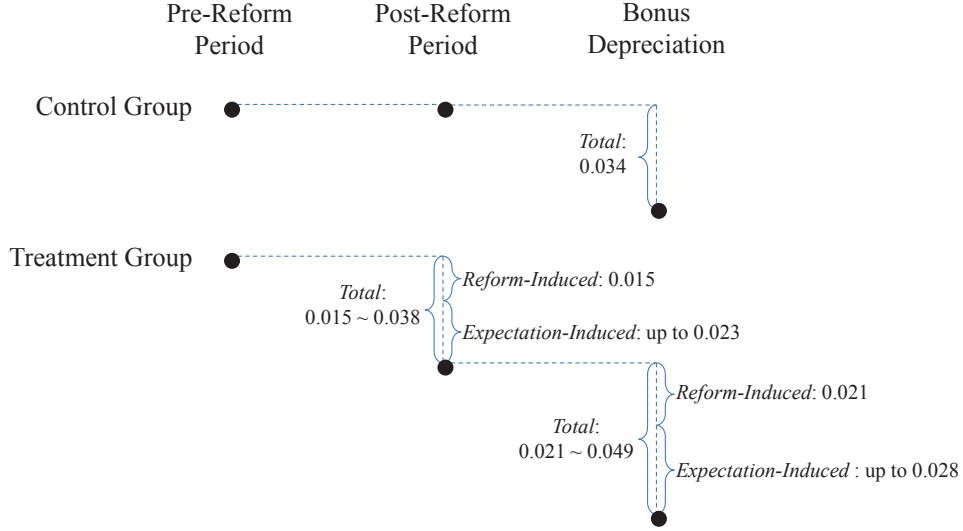 Pre-Reform
Period
Post-Reform
Period
Bonus
Depreciation
Control Group
Total:
0.034
Treatment Group
Total:
0.015 ~ 0.038
Reform-Induced: 0.015
Expectation-Induced: up to 0.023
Total:
0.021 ~ 0.049
Reform-Induced: 0.021
Expectation-Induced : up to 0.028